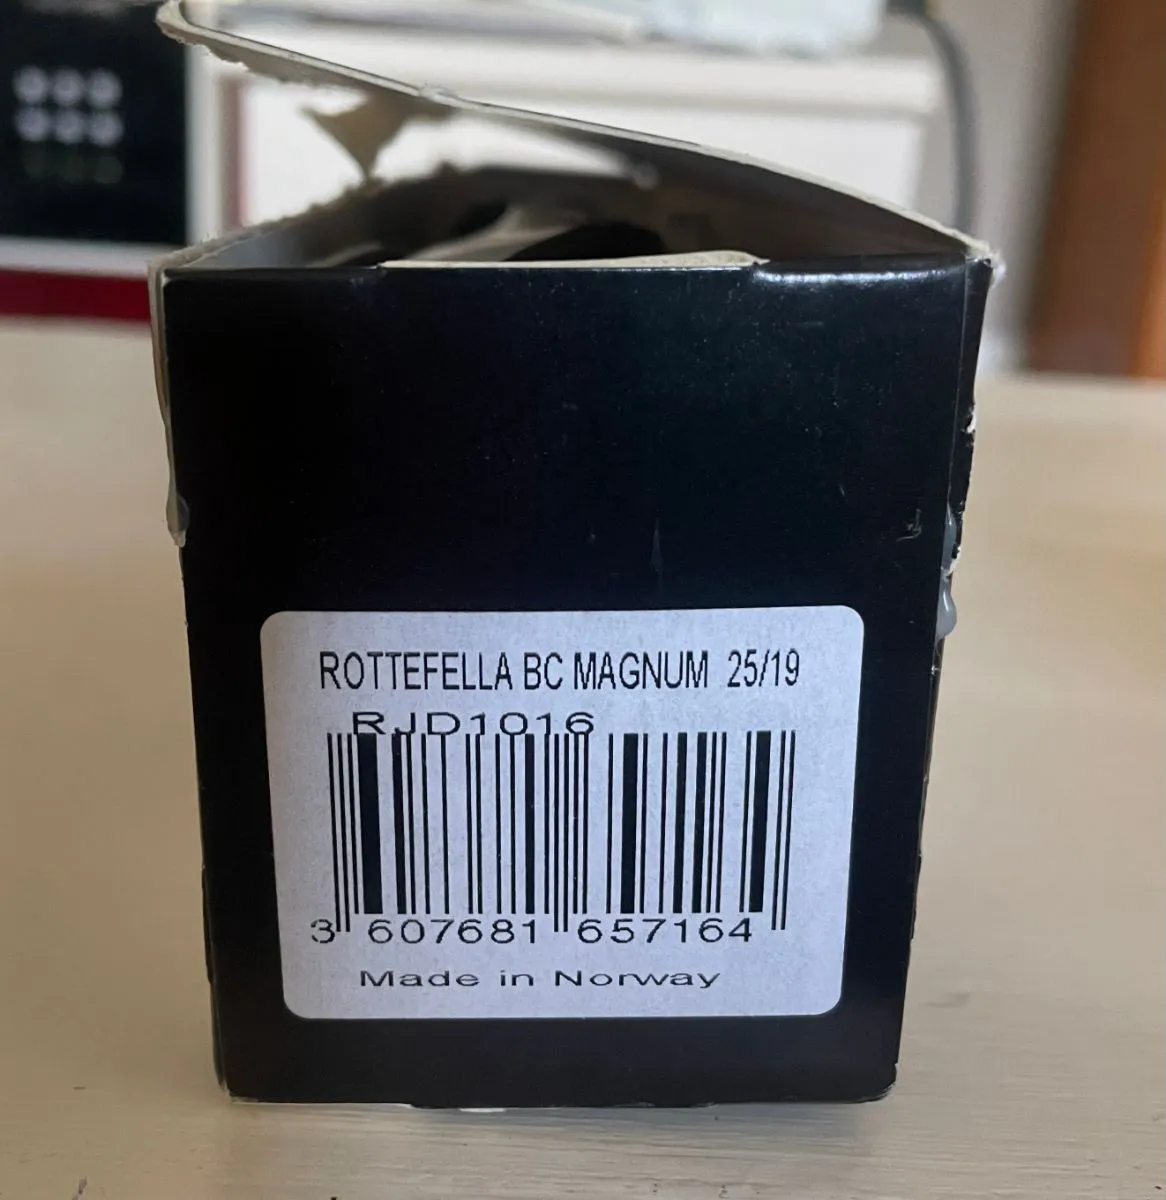 ROTTEFELLA BC MAGNUM 25/19
RJD1016
3 607681 657164
Made in Norway